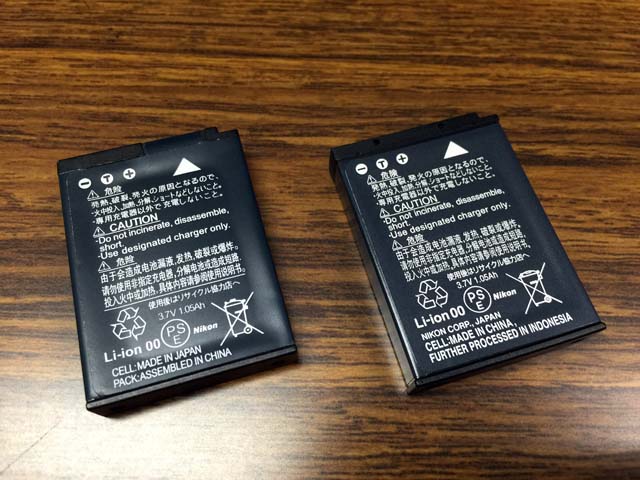 − T +
⚠ 危险
発熱、破裂、発火の原因となるので、
・火中投入、加熱、分解、ショートなどしないこと。
・専用充電器以外で充電しないこと。
⚠ CAUTION
・Do not incinerate, disassemble,
short.
・Use designated charger only.
⚠ 危险
由于会造成电池漏液、发热、破裂或爆炸,
请勿使用非指定充电器,分解电池或造成短路,
投入火中或加热,具体内容请参阅使用说明书。
使用後はリサイクル協力店へ
3.7V 1.05Ah
Li-ion 00 PSE Nikon
CELL: MADE IN JAPAN
PACK: ASSEMBLED IN CHINA
− T +
⚠ 危険
発熱、破裂、発火の原因となるので、
・火中投入、加熱、分解、ショートなどしないこと。
・専用充電器以外で充電しないこと。
⚠ CAUTION
・Do not incinerate, disassemble,
short.
・Use designated charger only.
⚠ 危险
由于会造成电池漏液、发热、破裂或爆炸,
请勿使用非指定充电器,分解电池或造成短路,
投入火中或加热,具体内容请参阅使用说明书。
使用後はリサイクル協力店へ
3.7V 1.05Ah
Li-ion 00 PSE Nikon
NIKON CORP., JAPAN
CELL: MADE IN CHINA
FURTHER PROCESSED IN INDONESIA